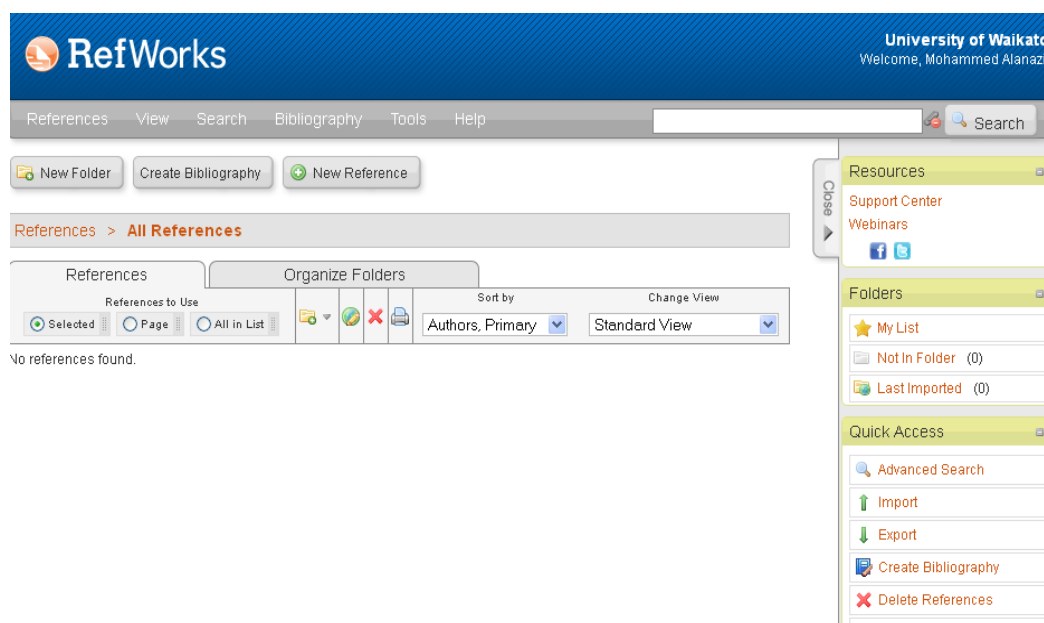 RefWorks
University of Waikato
Welcome, Mohammed Alanazi
References View Search Bibliography Tools Help
Search
New Folder Create Bibliography New Reference
Close
References > All References
References Organize Folders
References to Use
Selected Page All in List
Sort by
Authors, Primary
Change View
Standard View
No references found.
Resources
Support Center
Webinars
Folders
My List
Not In Folder (0)
Last Imported (0)
Quick Access
Advanced Search
Import
Export
Create Bibliography
Delete References